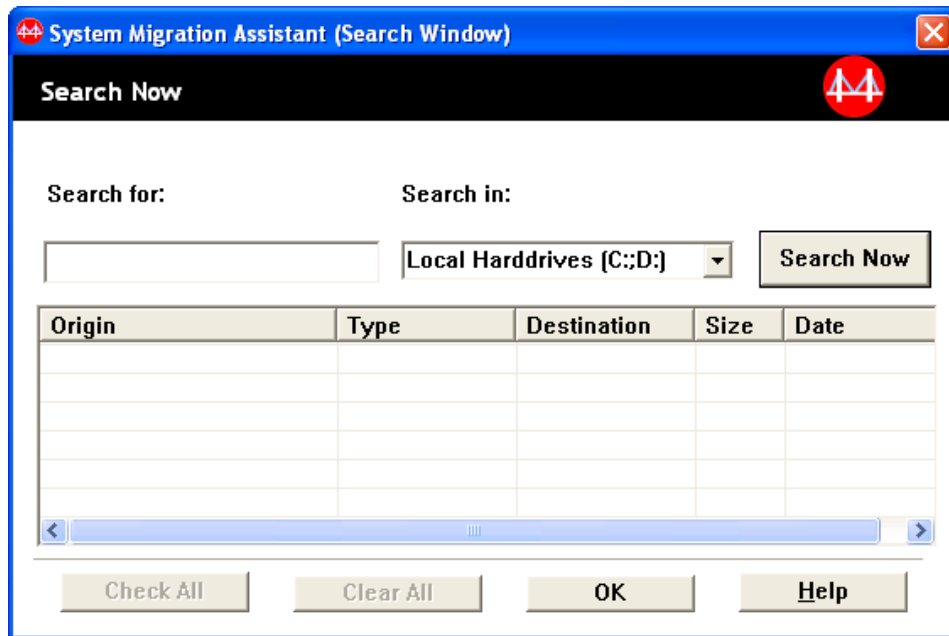 System Migration Assistant (Search Window)
Search Now
Search for:
Search in:
Local Harddrives (C:;D:)
Search Now
Origin Type Destination Size Date
Check All Clear All OK Help